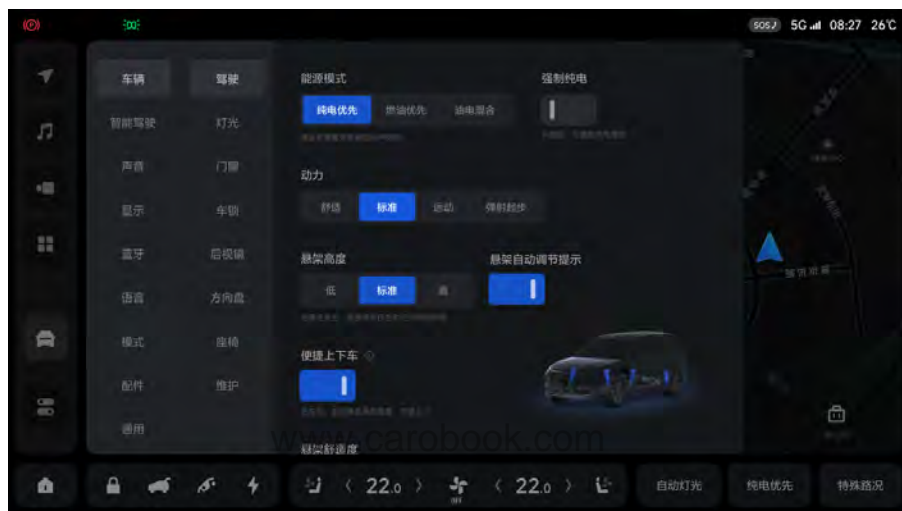 SOS 5G 08:27 26℃
车辆 驾驶
智能驾驶 灯光
声音 门窗
显示 车锁
蓝牙 后视镜
语言 方向盘
模式 座椅
配件 维护
通用
能源模式 强制纯电
纯电优先 燃油优先 油电混合
动力
舒适 标准 运动 弹射起步
悬架高度 悬架自动调节提示
低 标准 高
便捷上下车
悬架舒适度
www.carobook.com
22.0 OFF 22.0 自动灯光 纯电优先 特殊路况